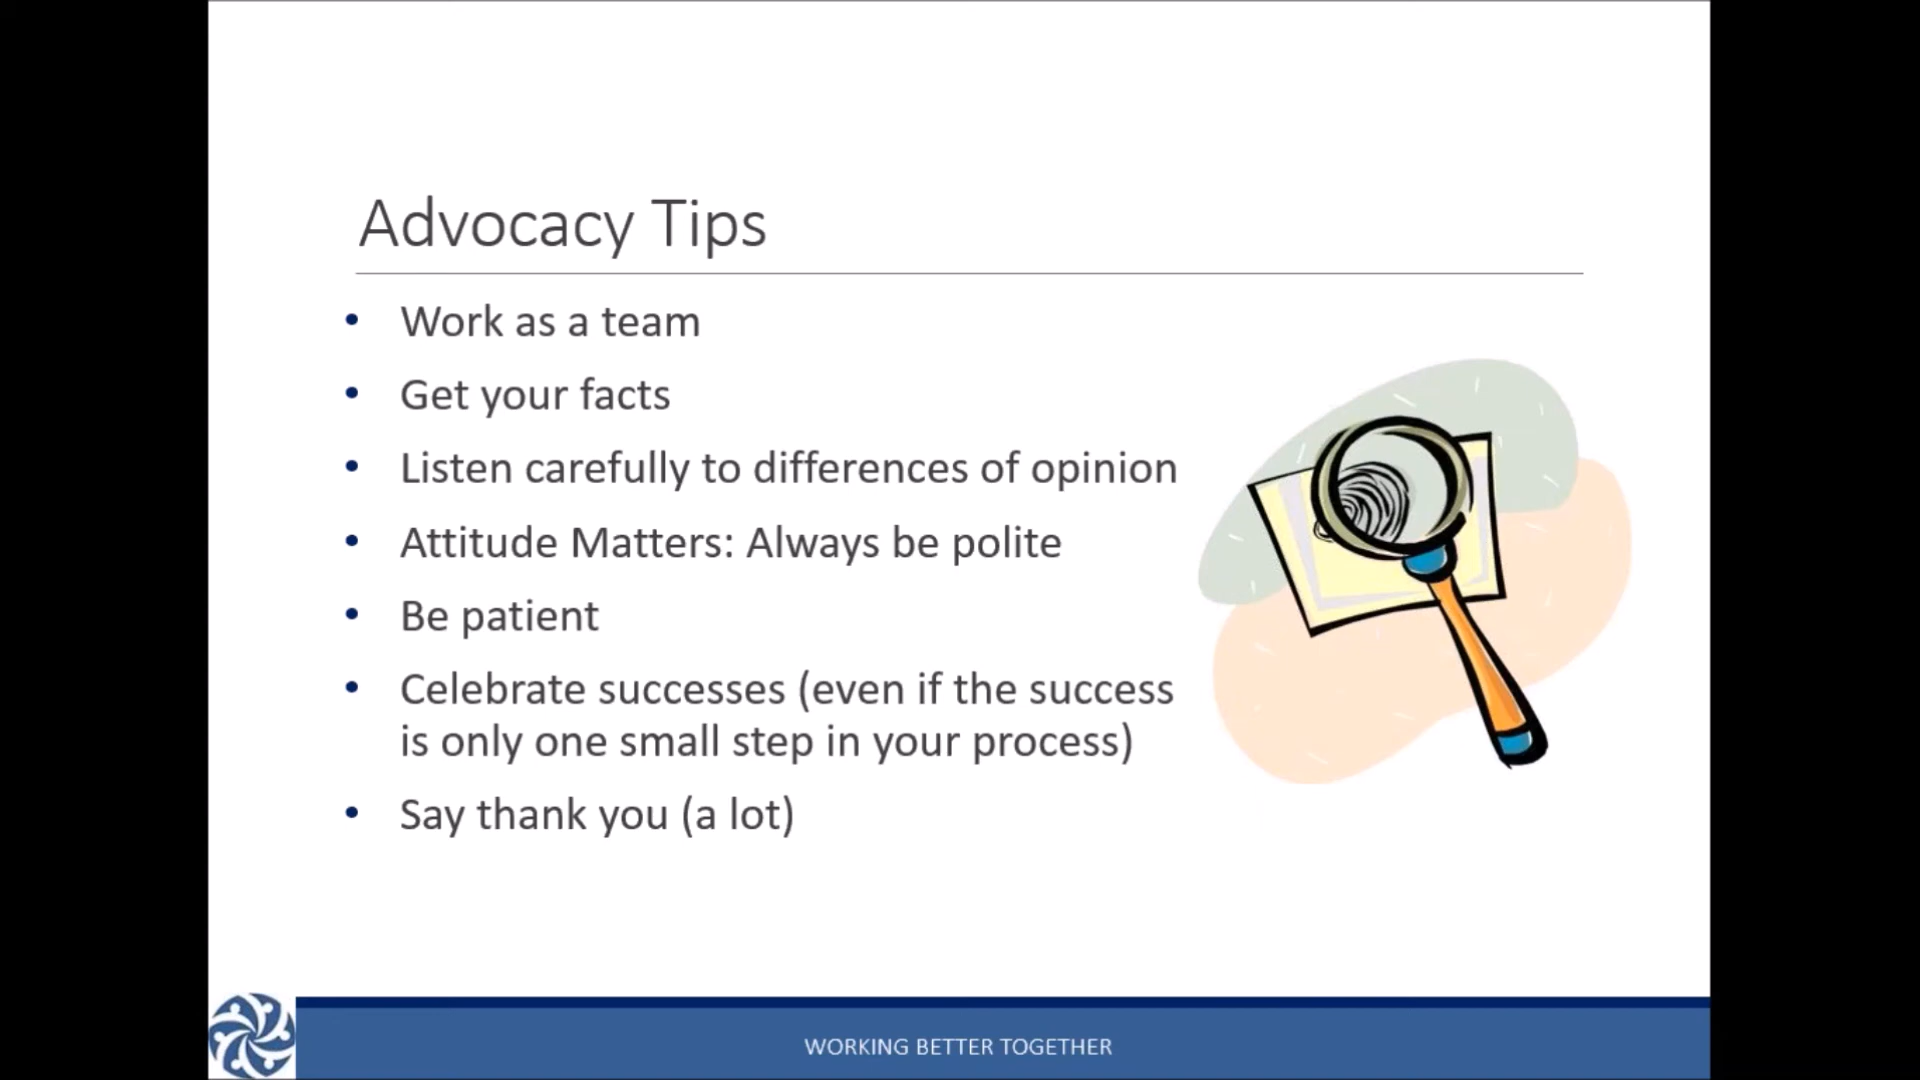 Advocacy Tips
• Work as a team
• Get your facts
• Listen carefully to differences of opinion
• Attitude Matters: Always be polite
• Be patient
• Celebrate successes (even if the success
is only one small step in your process)
• Say thank you (a lot)
WORKING BETTER TOGETHER